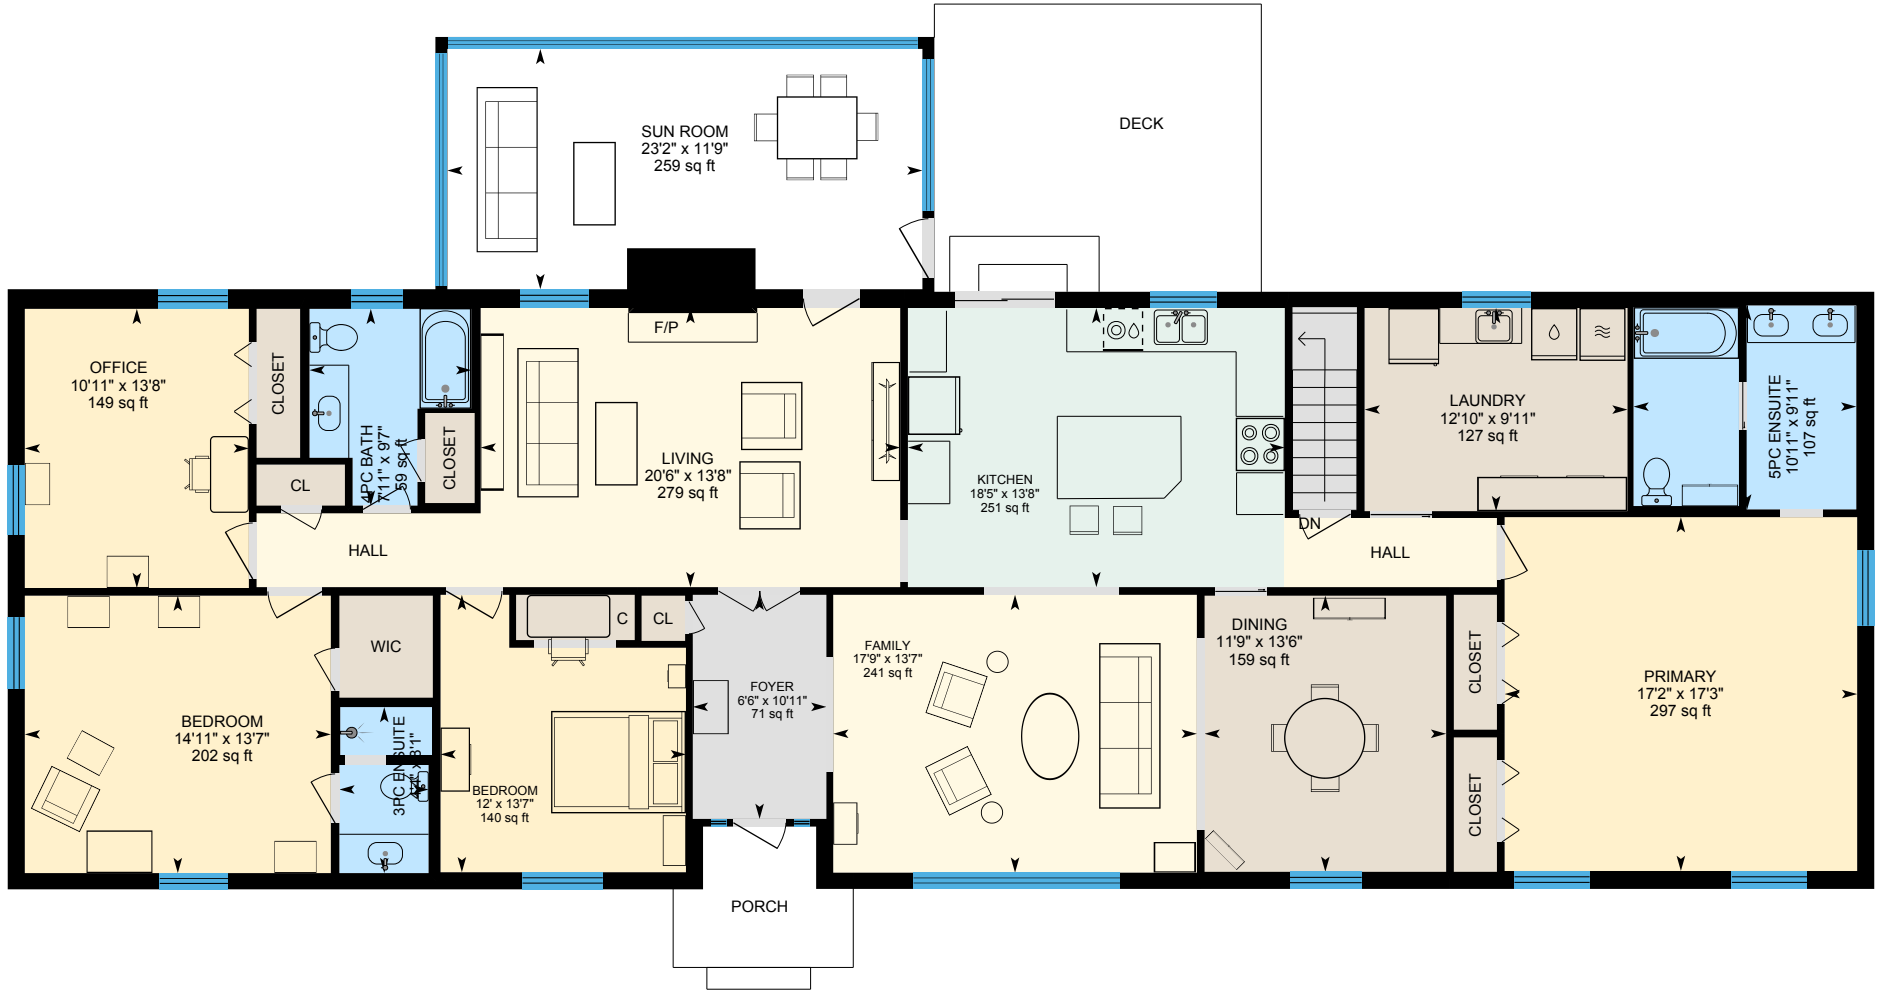 DECK
SUN ROOM
23'2" x 11'9"
259 sq ft
F/P
OFFICE
10'11" x 13'8"
149 sq ft
CLOSET
CL
4PC BATH
7'11" x 9'7"
59 sq ft
CLOSET
LIVING
20'6" x 13'8"
279 sq ft
KITCHEN
18'5" x 13'8"
251 sq ft
DN
LAUNDRY
12'10" x 9'11"
127 sq ft
5PC ENSUITE
10'11" x 9'11"
107 sq ft
HALL
HALL
WIC
C
CL
BEDROOM
14'11" x 13'7"
202 sq ft
3PC ENSUITE
BEDROOM
12' x 13'7"
140 sq ft
FOYER
6'6" x 10'11"
71 sq ft
FAMILY
17'9" x 13'7"
241 sq ft
DINING
11'9" x 13'6"
159 sq ft
CLOSET
CLOSET
PRIMARY
17'2" x 17'3"
297 sq ft
PORCH